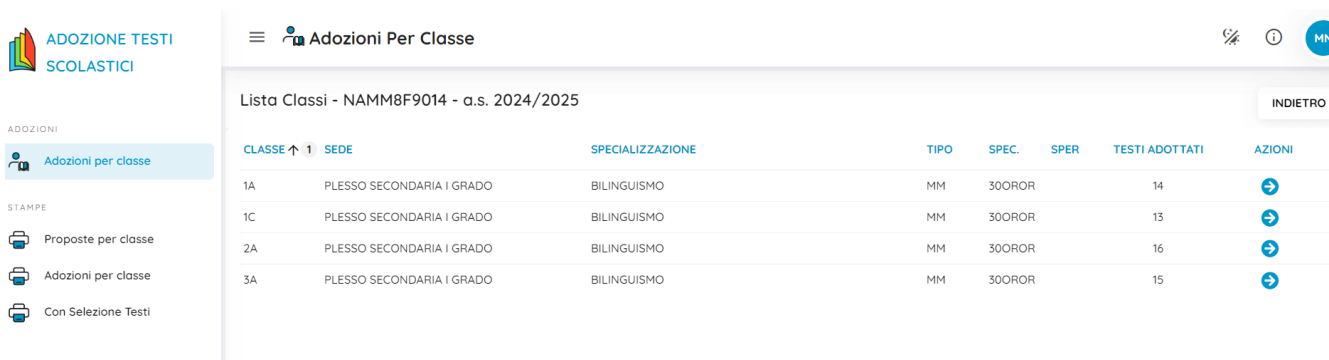 ADOZIONE TESTI
SCOLASTICI
Adozioni Per Classe
MN
Lista Classi - NAMM8F9014 - a.s. 2024/2025
INDIETRO
ADOZIONI
Adozioni per classe
STAMPE
Proposte per classe
Adozioni per classe
Con Selezione Testi
CLASSE 1 SEDE SPECIALIZZAZIONE TIPO SPEC. SPER TESTI ADOTTATI AZIONI
1A PLESSO SECONDARIA I GRADO BILINGUISMO MM 30OROR 14
1C PLESSO SECONDARIA I GRADO BILINGUISMO MM 30OROR 13
2A PLESSO SECONDARIA I GRADO BILINGUISMO MM 30OROR 16
3A PLESSO SECONDARIA I GRADO BILINGUISMO MM 30OROR 15